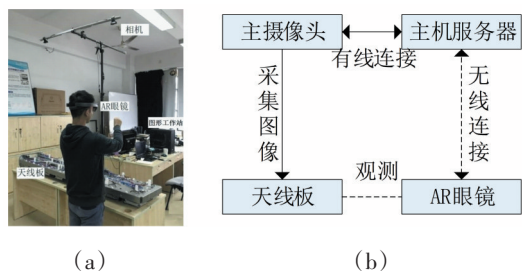 相机
AR眼镜
图形工作站
天线板
主摄像头
主机服务器
有线连接
采集图像
无线连接
观测
天线板
AR眼镜
(a)
(b)